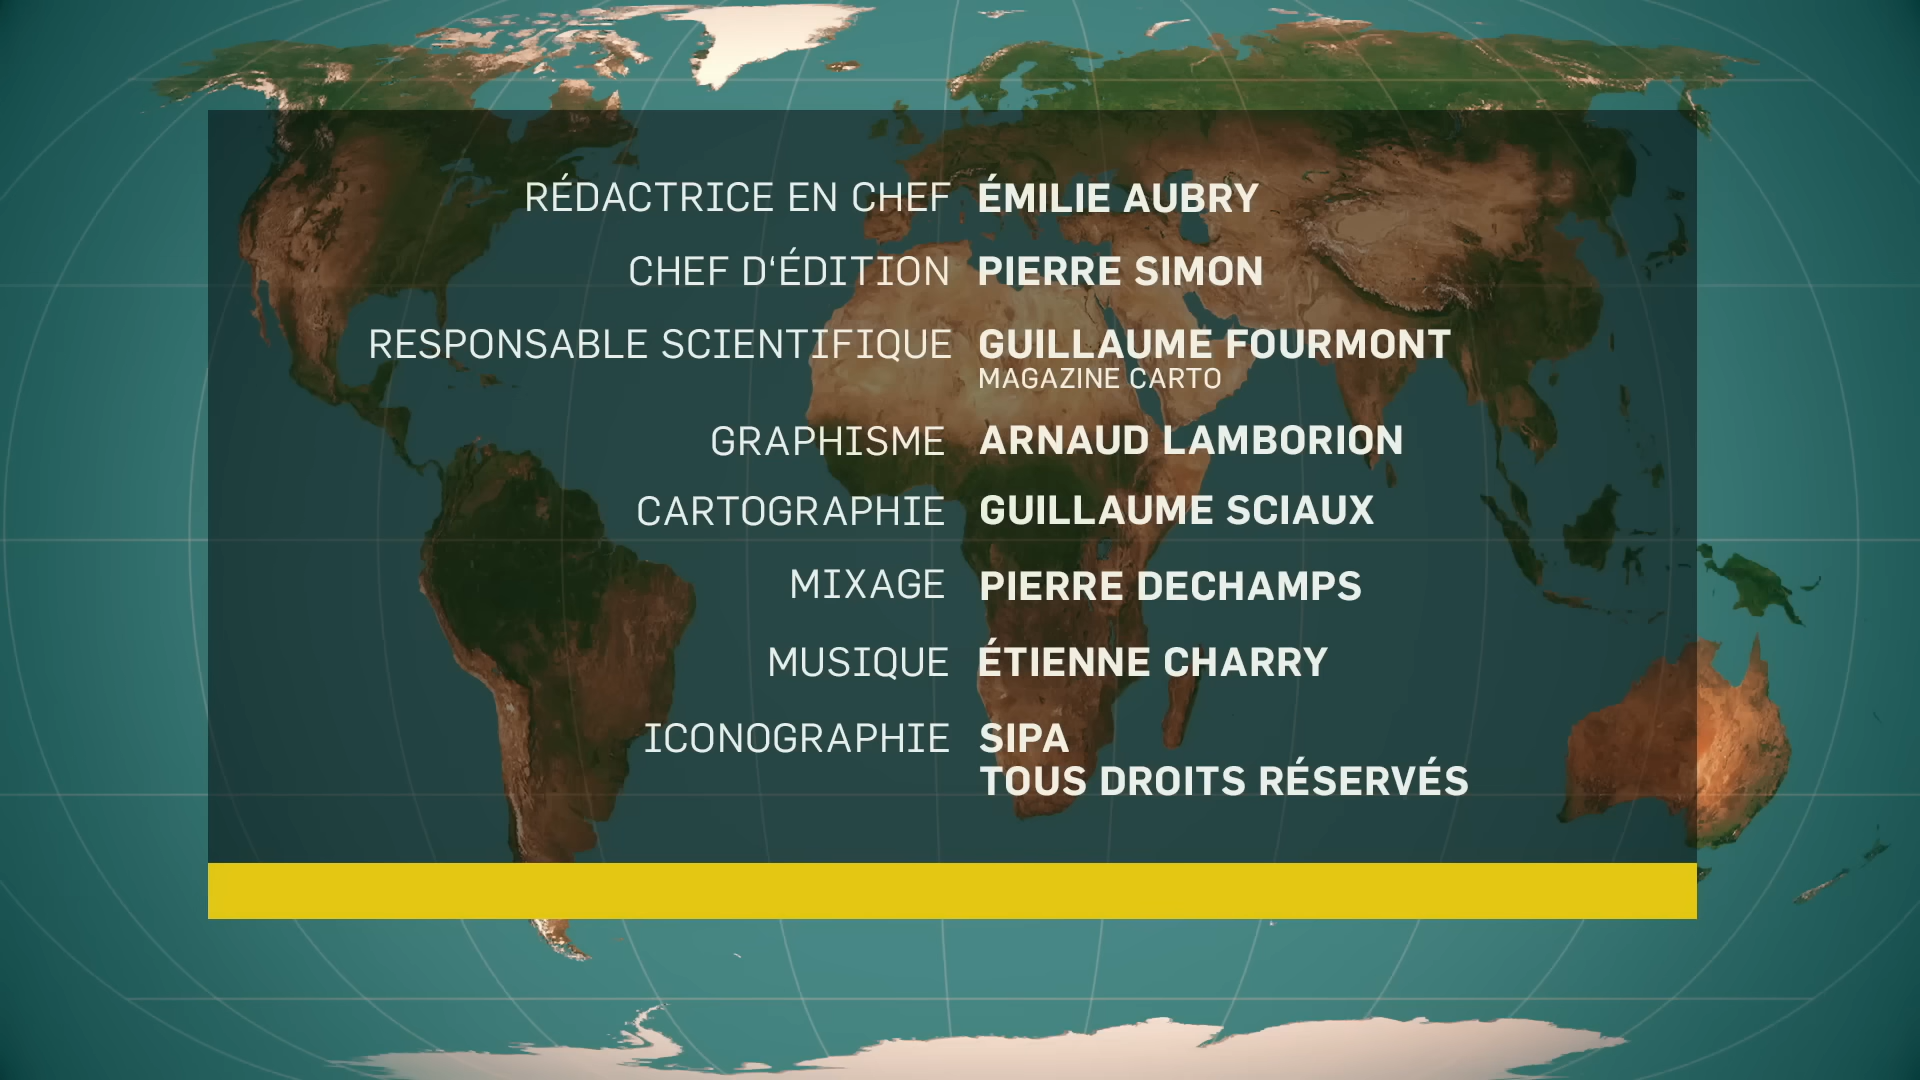 RÉDACTRICE EN CHEF ÉMILIE AUBRY
CHEF D‘ÉDITION PIERRE SIMON
RESPONSABLE SCIENTIFIQUE GUILLAUME FOURMONT
MAGAZINE CARTO
GRAPHISME ARNAUD LAMBORION
CARTOGRAPHIE GUILLAUME SCIAUX
MIXAGE PIERRE DECHAMPS
MUSIQUE ÉTIENNE CHARRY
ICONOGRAPHIE SIPA
TOUS DROITS RÉSERVÉS